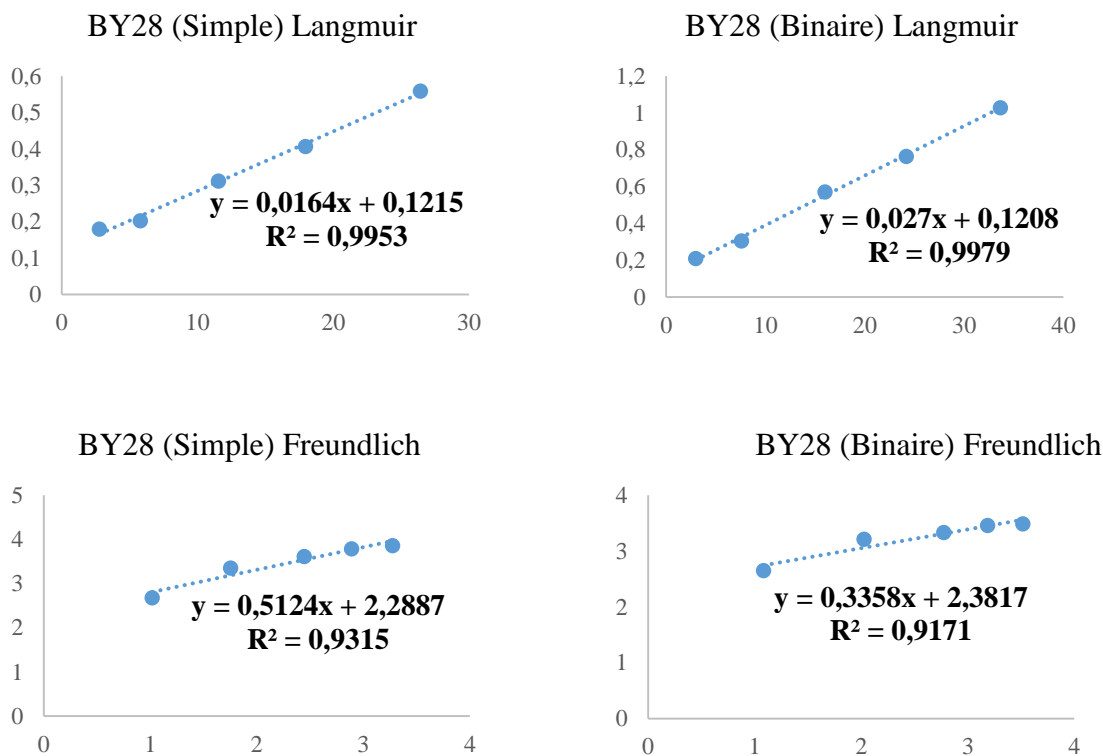 BY28 (Simple) Langmuir
0,6
0,5
0,4
0,3
0,2
0,1
0
0 10 20 30
y = 0,0164x + 0,1215
R² = 0,9953
BY28 (Binaire) Langmuir
1,2
1
0,8
0,6
0,4
0,2
0
0 10 20 30 40
y = 0,027x + 0,1208
R² = 0,9979
BY28 (Simple) Freundlich
5
4
3
2
1
0
0 1 2 3 4
y = 0,5124x + 2,2887
R² = 0,9315
BY28 (Binaire) Freundlich
4
3
2
1
0
0 1 2 3 4
y = 0,3358x + 2,3817
R² = 0,9171